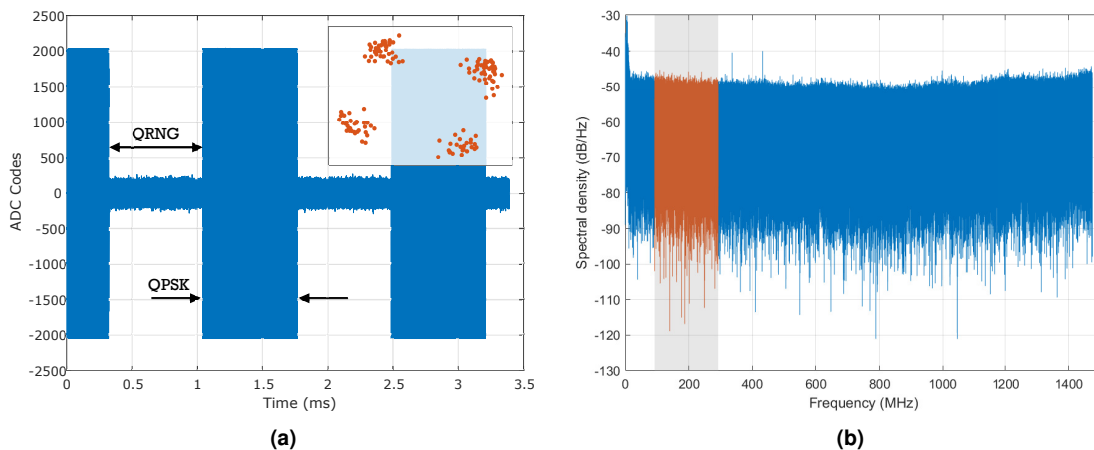 2500
2000
1500
1000
500
0
-500
-1000
-1500
-2000
-2500
ADC Codes
QRNG
QPSK
0 0.5 1 1.5 2 2.5 3 3.5
Time (ms)
(a)
-30
-40
-50
-60
-70
-80
-90
-100
-110
-120
-130
Spectral density (dB/Hz)
0 200 400 600 800 1000 1200 1400
Frequency (MHz)
(b)